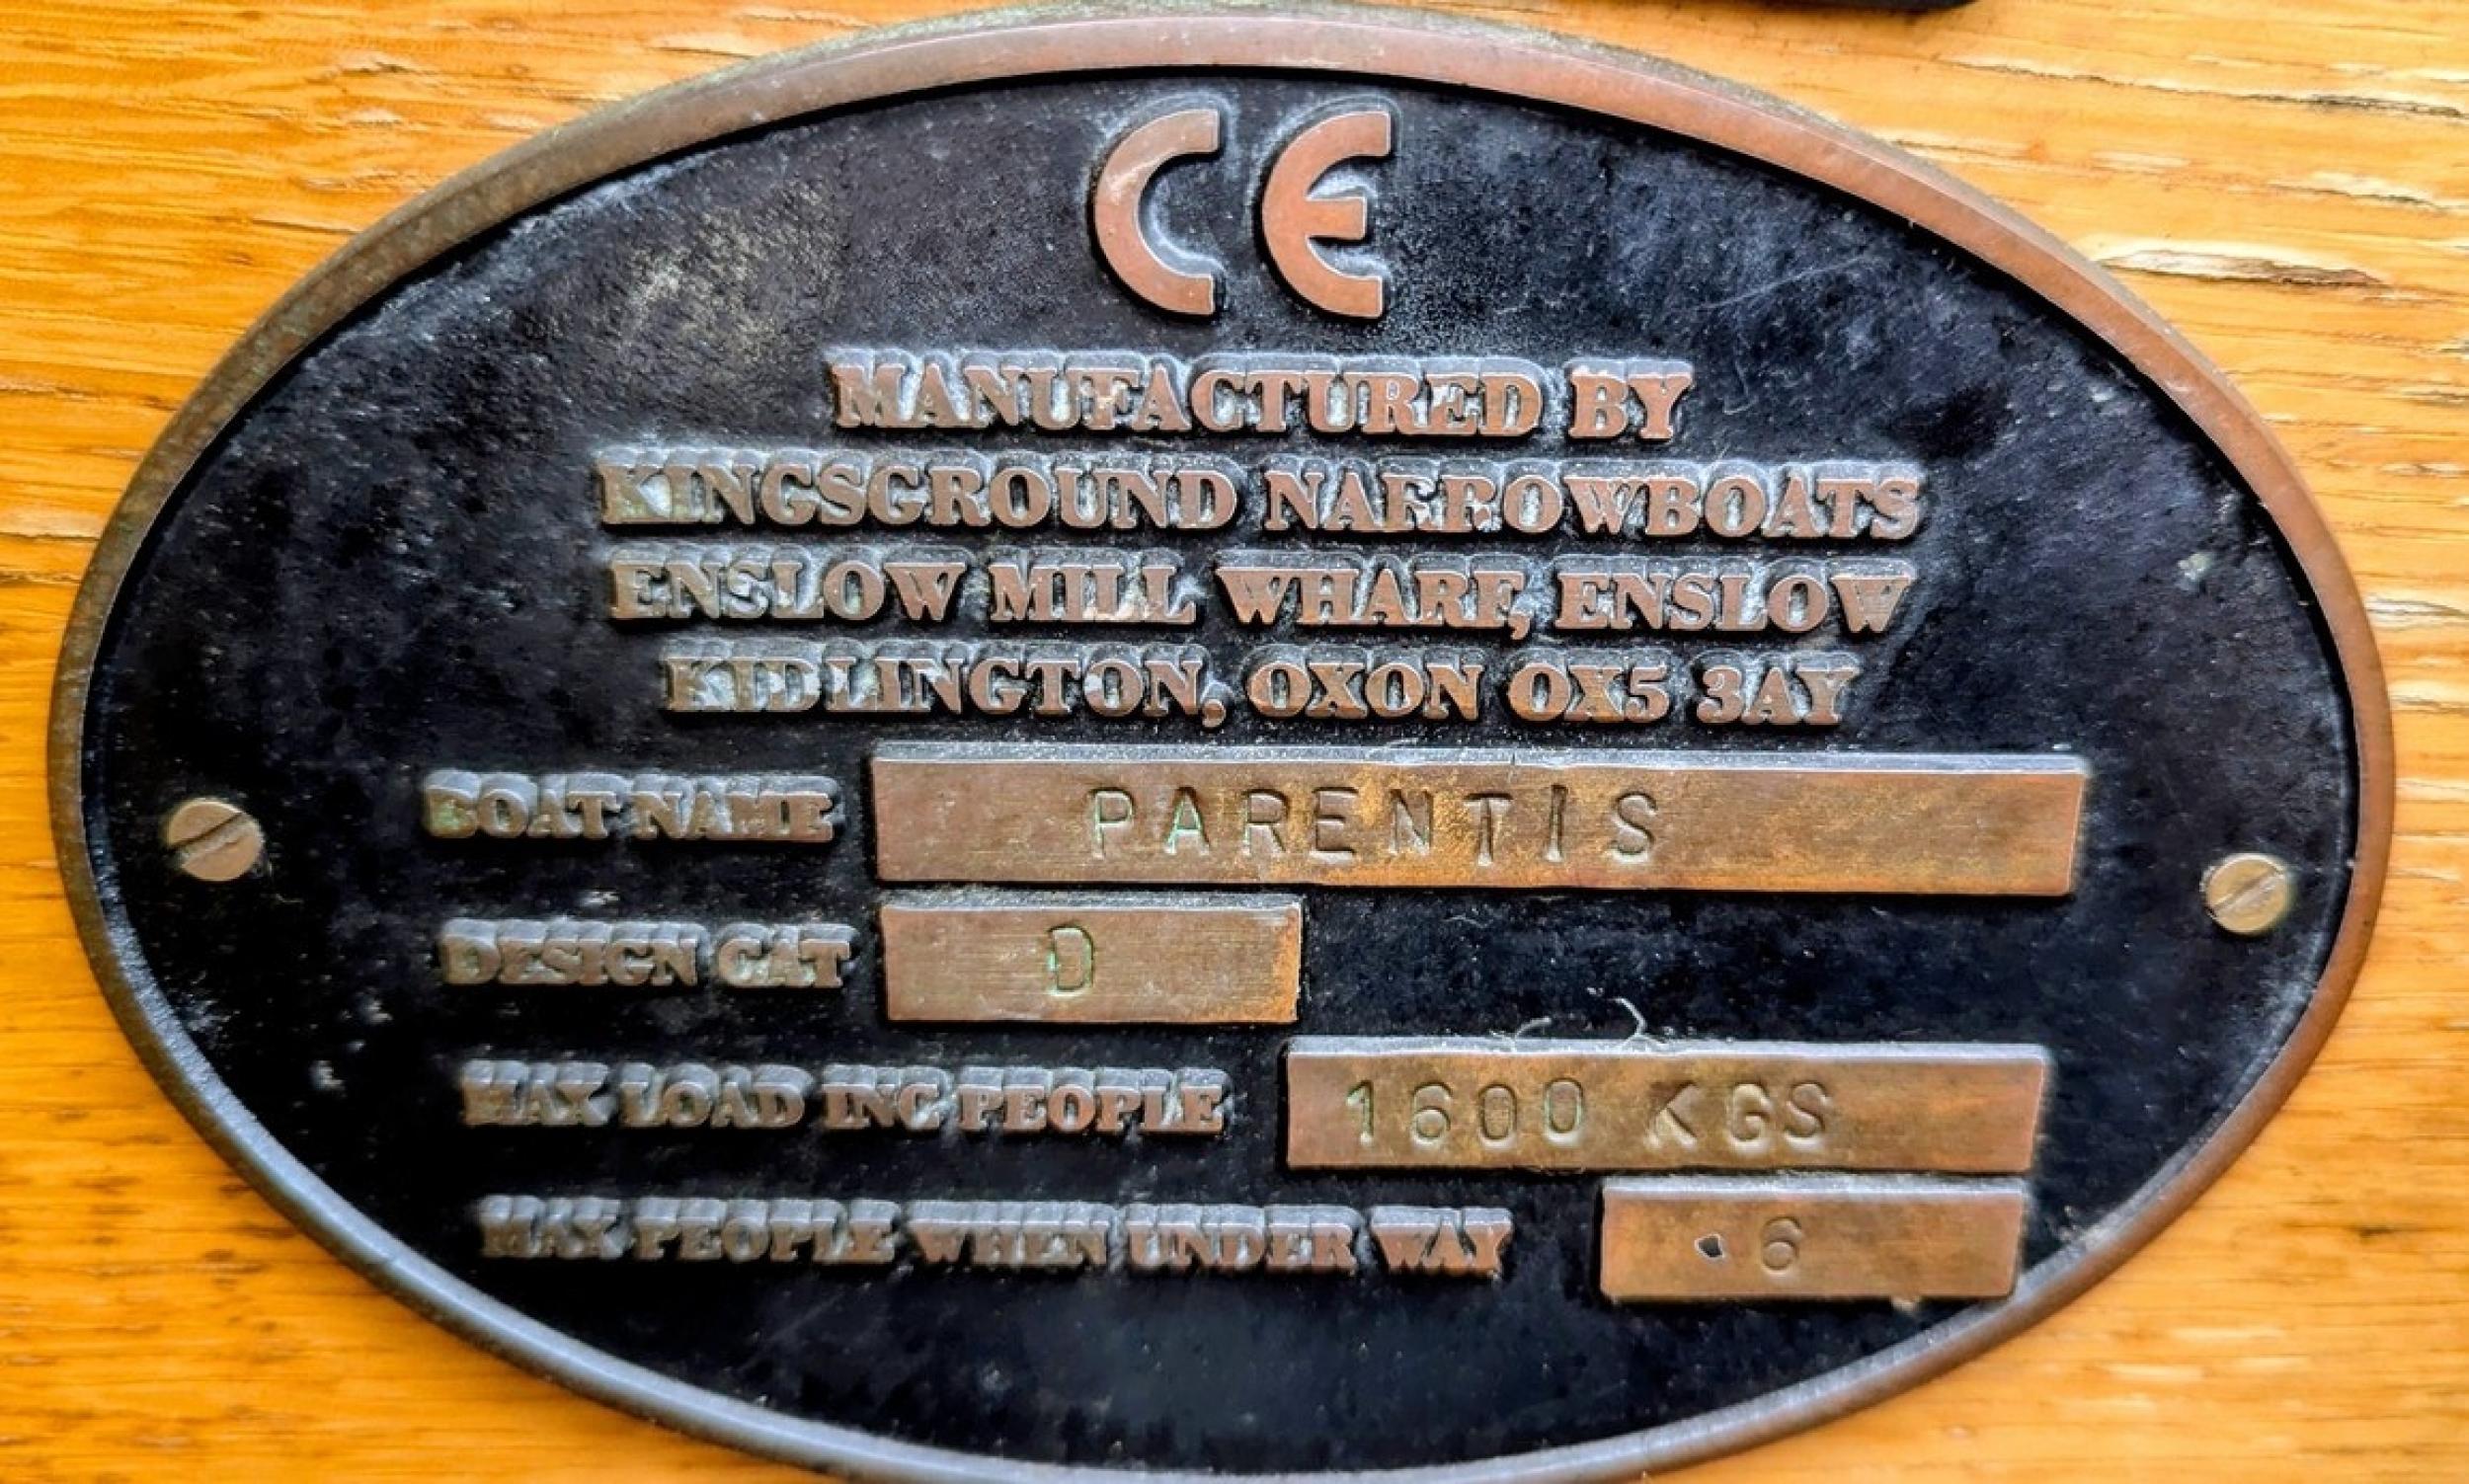 CE
MANUFACTURED BY
KINGSGROUND NARROWBOATS
ENSLOW MILL WHARF, ENSLOW
KIDLINGTON, OXON OX5 3AY
BOAT NAME PARENTIS
DESIGN CAT D
MAX LOAD INC PEOPLE 1600 KGS
MAX PEOPLE WHEN UNDER WAY 6